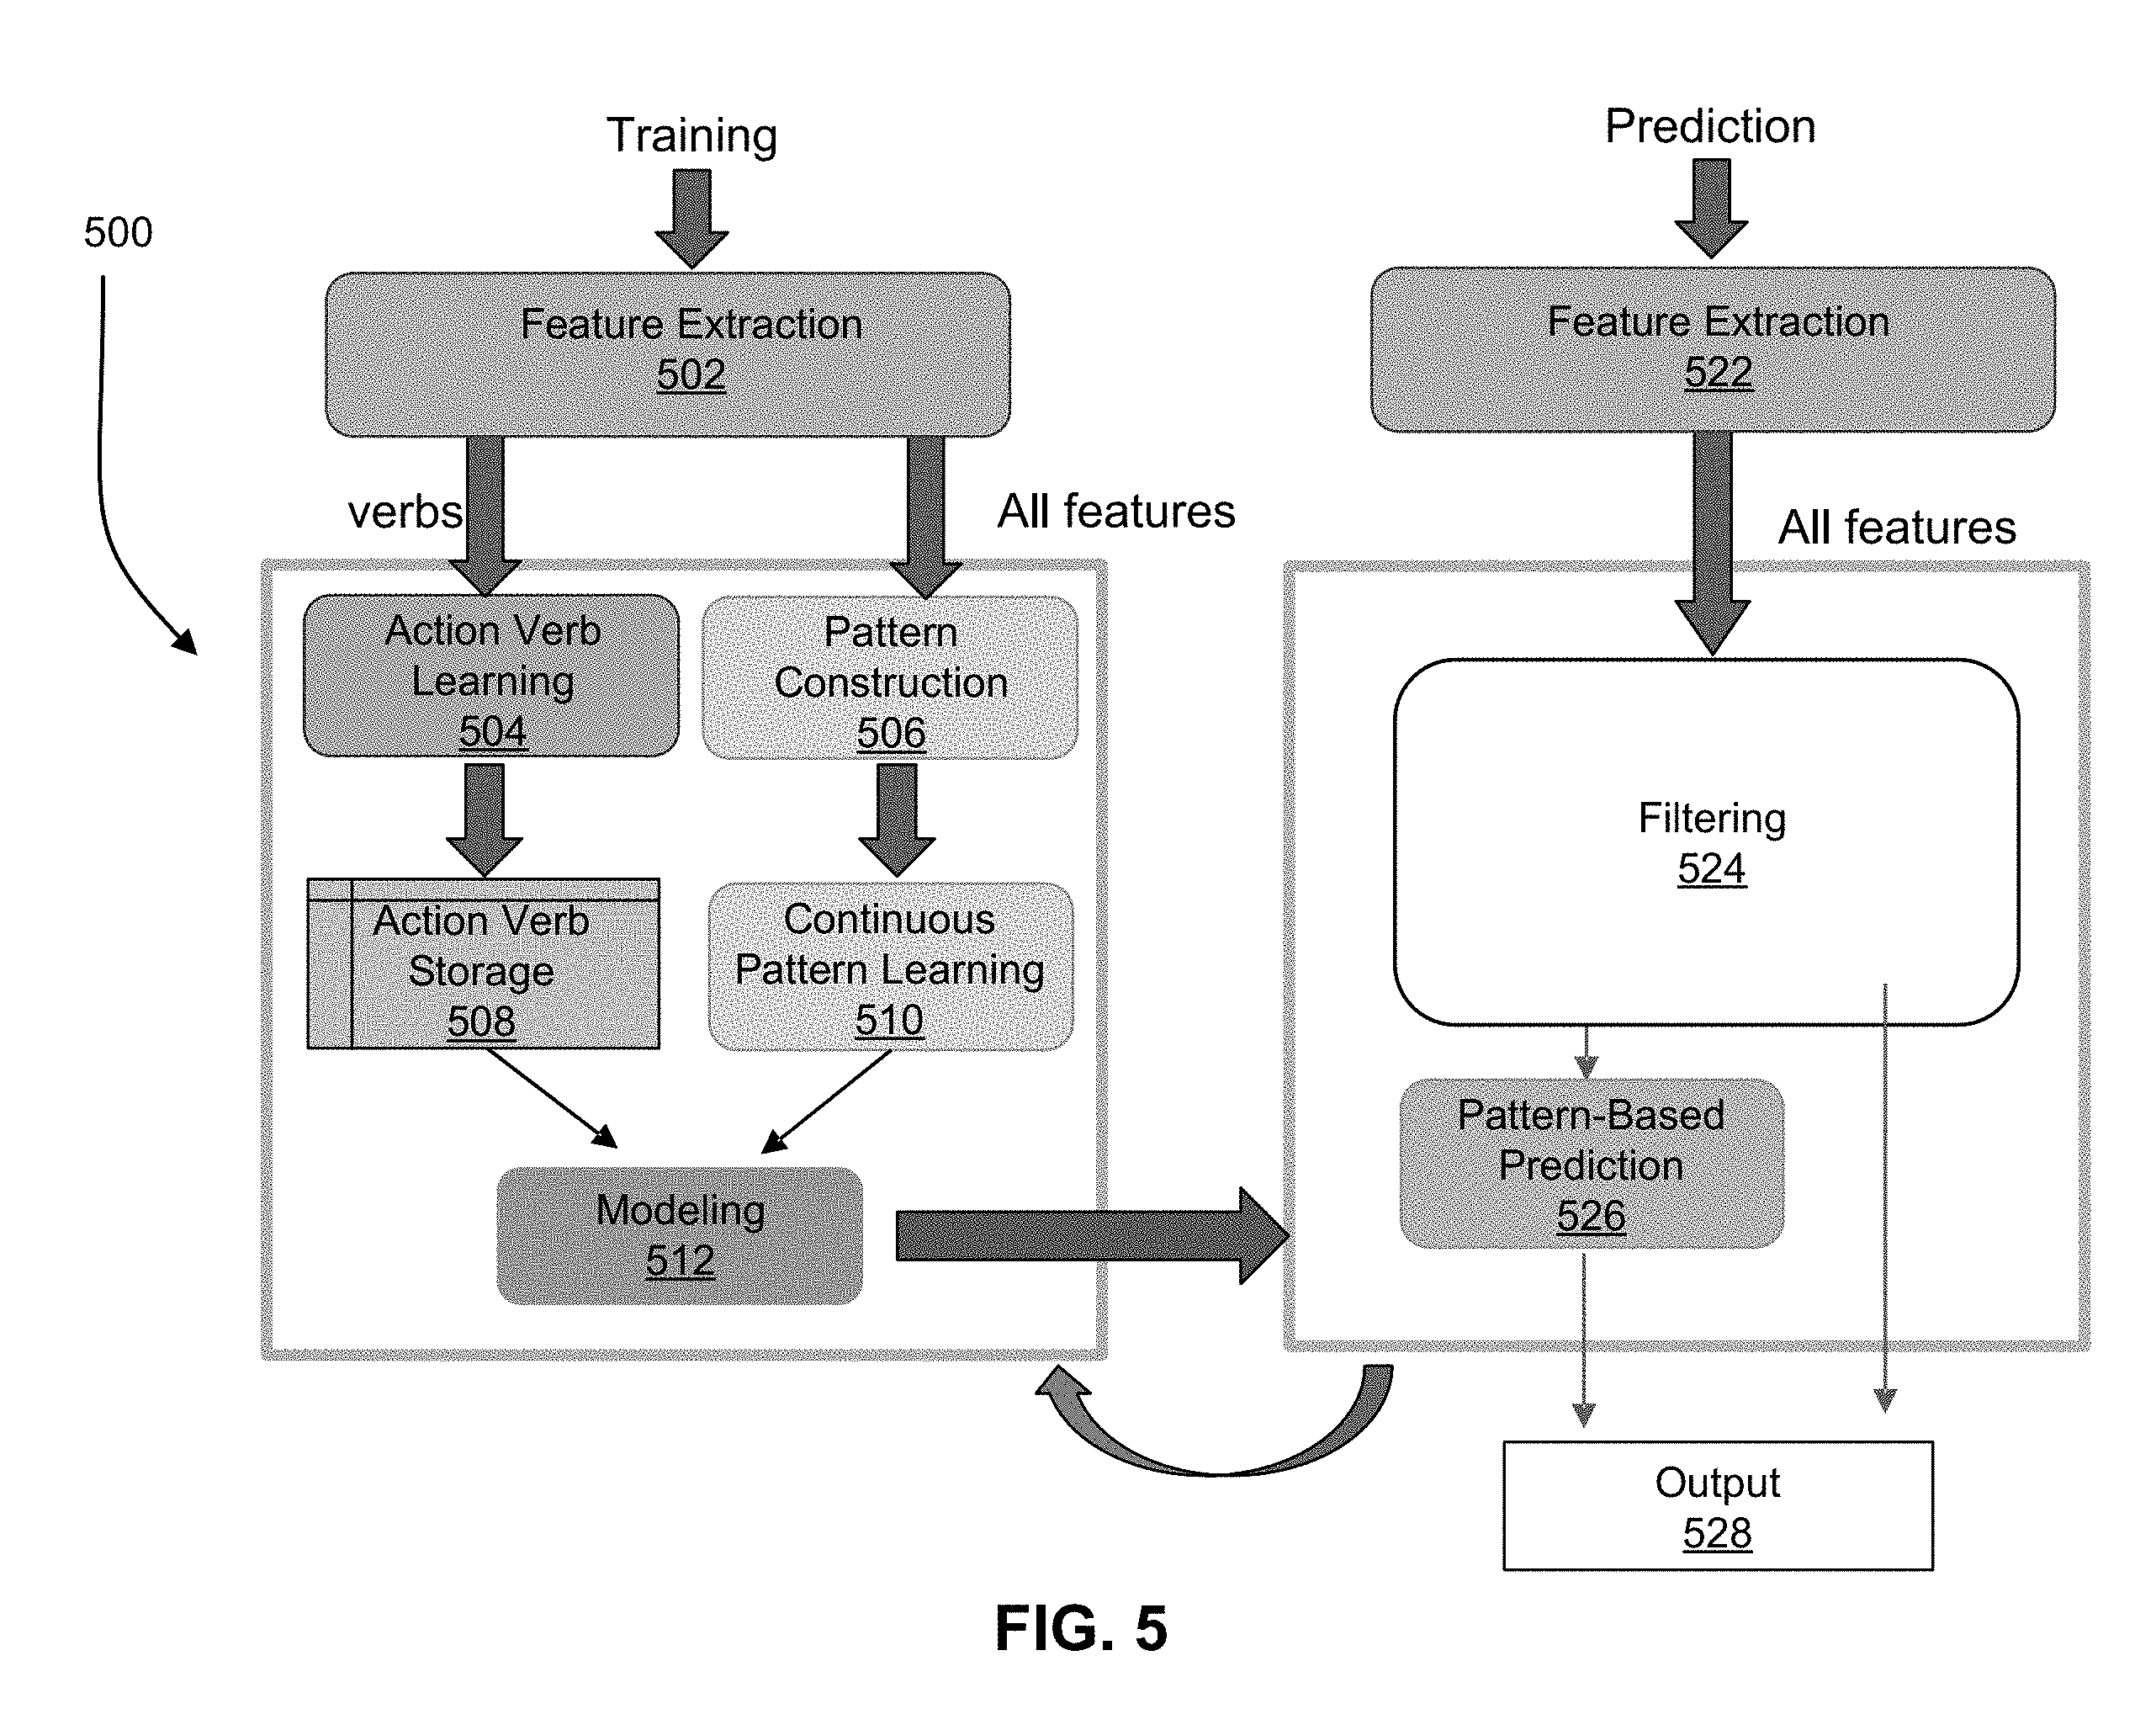 Training
Prediction
500
Feature Extraction
502
Feature Extraction
522
verbs
All features
All features
Action Verb
Learning
504
Pattern
Construction
506
Filtering
524
Action Verb
Storage
508
Continuous
Pattern Learning
510
Pattern-Based
Prediction
526
Modeling
512
Output
528
FIG. 5